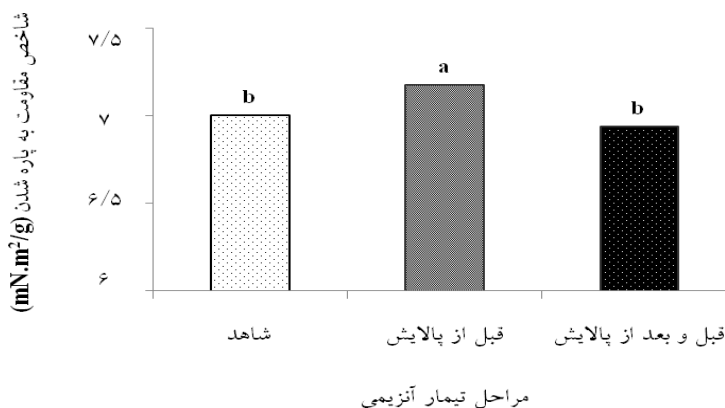 شاخص مقاومت به پاره شدن (mN.m²/g)
۷/۵
۷
۶/۵
۶
b
a
b
شاهد
قبل از پالایش
قبل و بعد از پالایش
مراحل تیمار آنزیمی